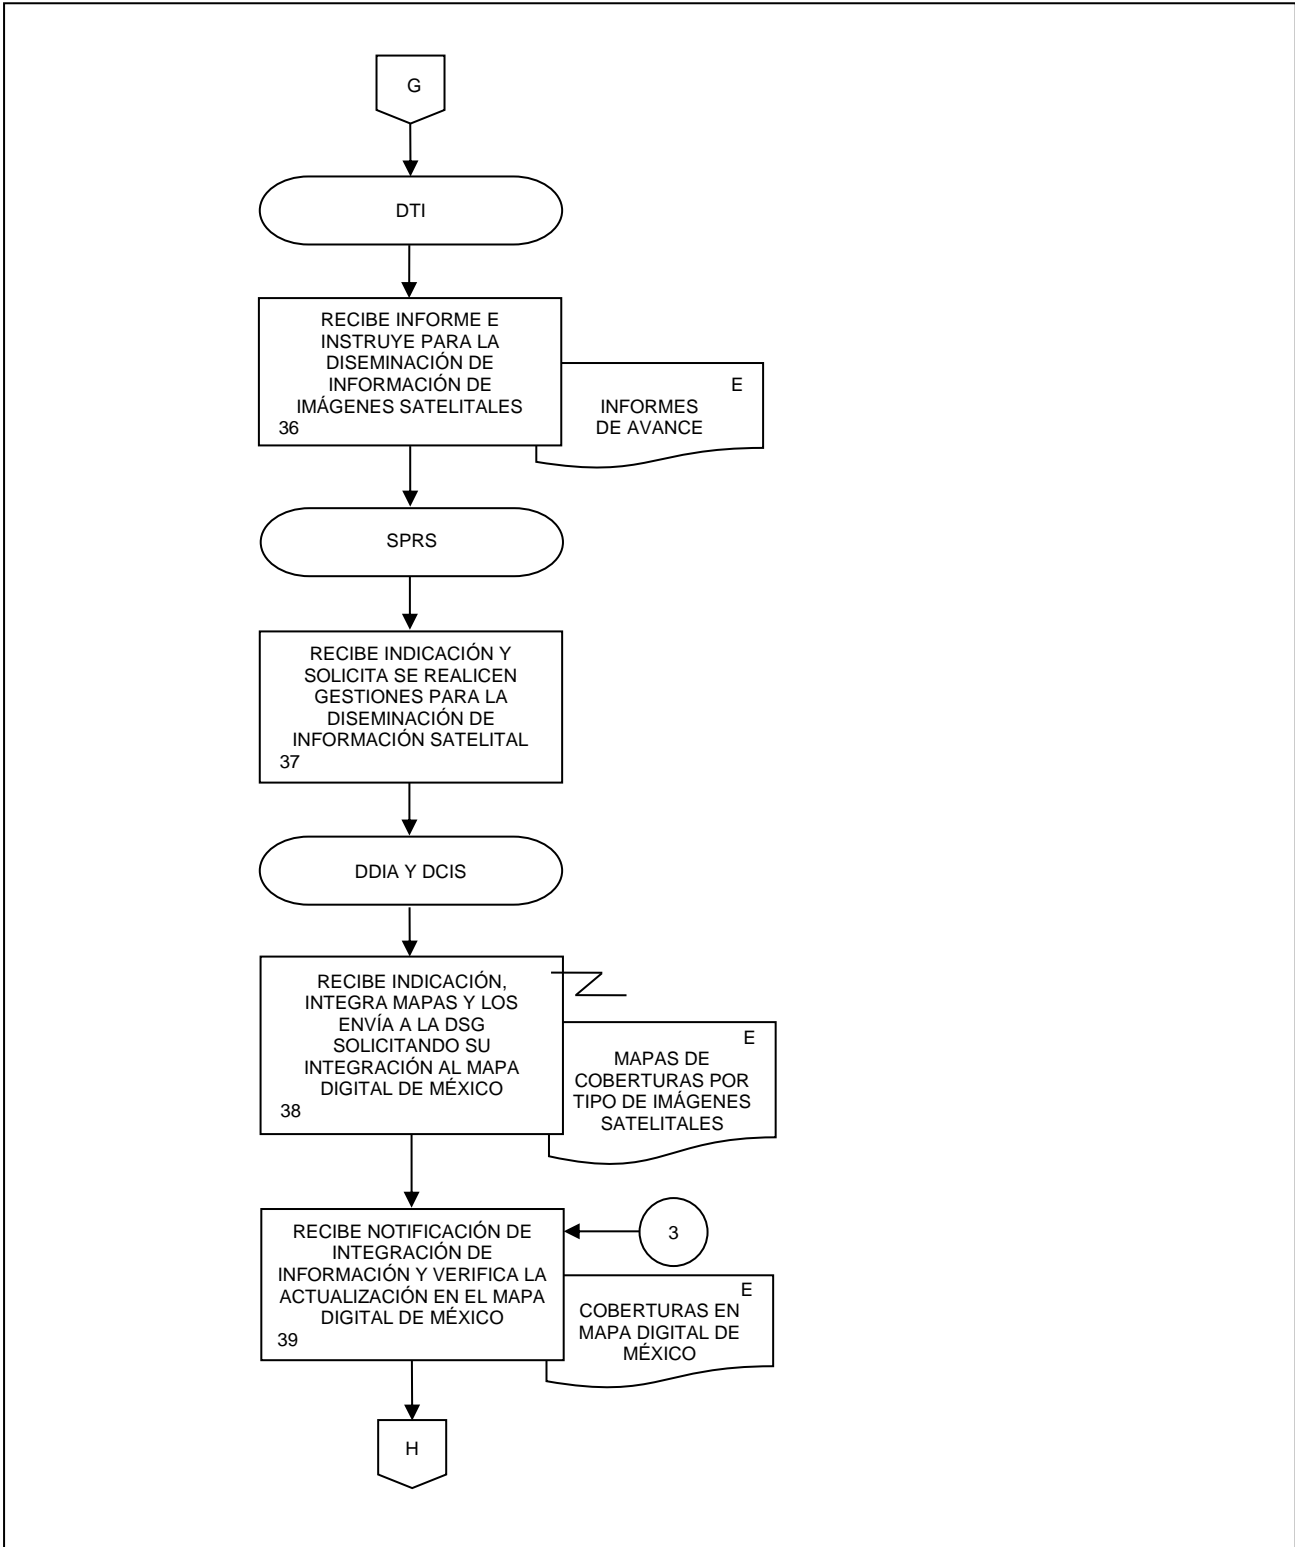 G
DTI
RECIBE INFORME E
INSTRUYE PARA LA
DISEMINACIÓN DE
INFORMACIÓN DE
IMÁGENES SATELITALES
36
E
INFORMES
DE AVANCE
SPRS
RECIBE INDICACIÓN Y
SOLICITA SE REALICEN
GESTIONES PARA LA
DISEMINACIÓN DE
INFORMACIÓN SATELITAL
37
DDIA Y DCIS
RECIBE INDICACIÓN,
INTEGRA MAPAS Y LOS
ENVÍA A LA DSG
SOLICITANDO SU
INTEGRACIÓN AL MAPA
DIGITAL DE MÉXICO
38
E
MAPAS DE
COBERTURAS POR
TIPO DE IMÁGENES
SATELITALES
RECIBE NOTIFICACIÓN DE
INTEGRACIÓN DE
INFORMACIÓN Y VERIFICA LA
ACTUALIZACIÓN EN EL MAPA
DIGITAL DE MÉXICO
39
3
E
COBERTURAS EN
MAPA DIGITAL DE
MÉXICO
H